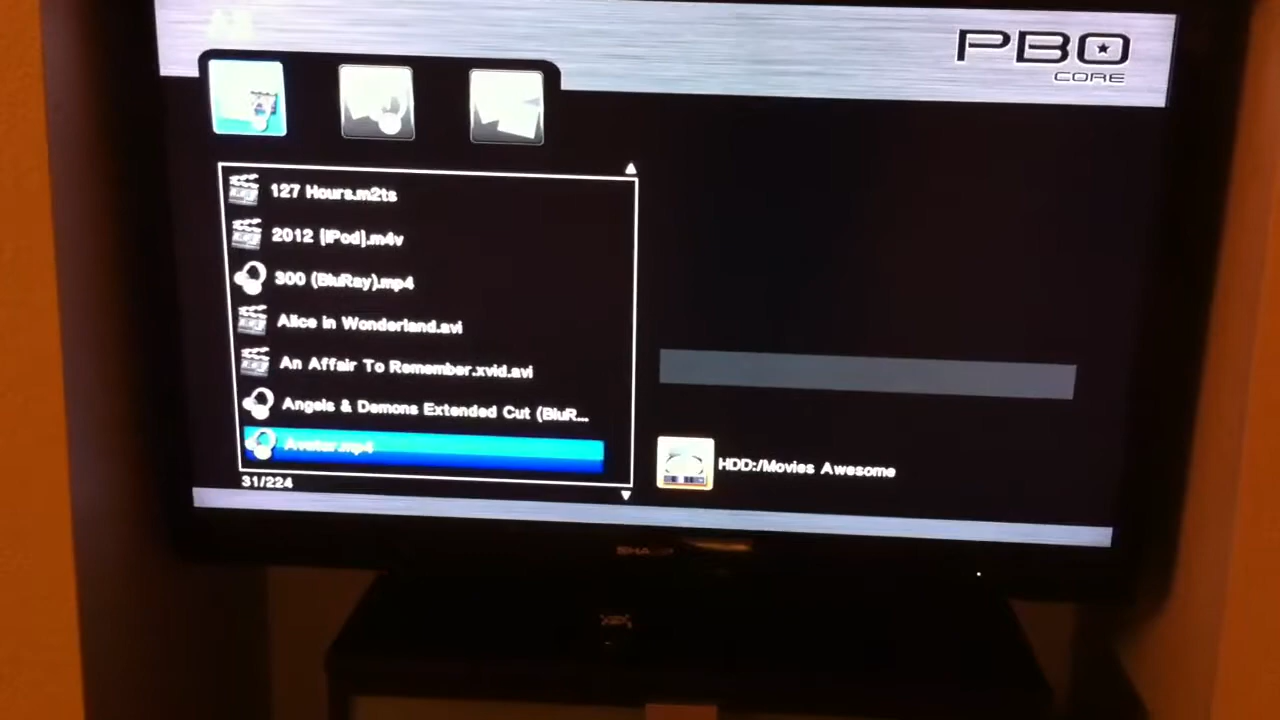 PBO
CORE
127 Hours.m2ts
2012 [iPod].m4v
300 (BluRay).mp4
Alice in Wonderland.avi
An Affair To Remember.xvid.avi
Angels & Demons Extended Cut (BluR...
Avatar.mp4
31/224
HDD:/Movies Awesome
SHARP